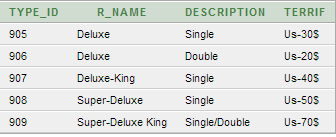 TYPE_ID R_NAME DESCRIPTION TERRIF
905 Deluxe Single Us-30$
906 Deluxe Double Us-20$
907 Deluxe-King Single Us-40$
908 Super-Deluxe Single Us-50$
909 Super-Deluxe King Single/Double Us-70$